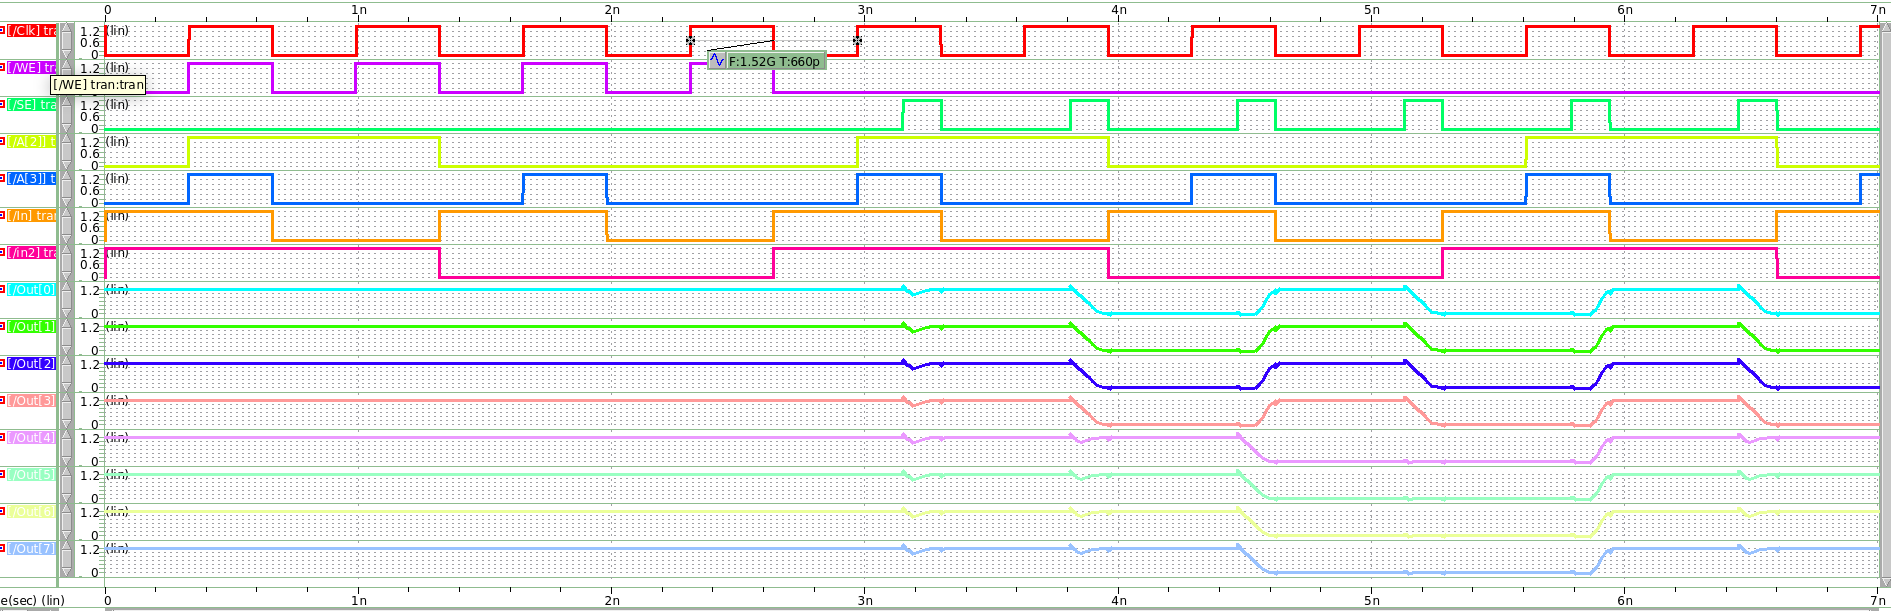 0 1n 2n 3n 4n 5n 6n 7n
[/Clk] tra 1.2 0.6 0 (lin)
F:1.52G T:660p
[/WE] tra 1.2 (lin)
[/WE] tran:tran
[/SE] tra 1.2 0.6 0 (lin)
[/A[2]] t 1.2 0.6 0 (lin)
[/A[3]] t 1.2 0.6 0 (lin)
[/In] tran 1.2 0.6 0 (lin)
[/in2] tra 1.2 0.6 0 (lin)
[/Out[0] 1.2 0 (lin)
[/Out[1] 1.2 0 (lin)
[/Out[2] 1.2 0 (lin)
[/Out[3] 1.2 0 (lin)
[/Out[4] 1.2 0 (lin)
[/Out[5] 1.2 0 (lin)
[/Out[6] 1.2 0 (lin)
[/Out[7] 1.2 0 (lin)
e(sec) (lin) 0 1n 2n 3n 4n 5n 6n 7n